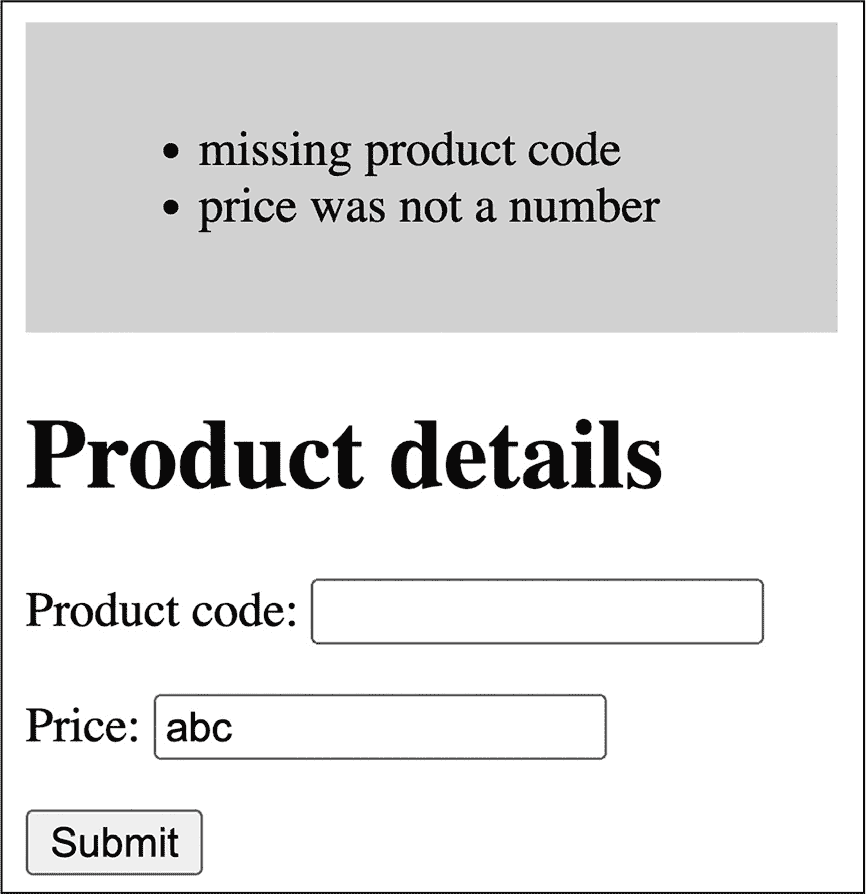 • missing product code
• price was not a number
Product details
Product code:
Price: abc
Submit